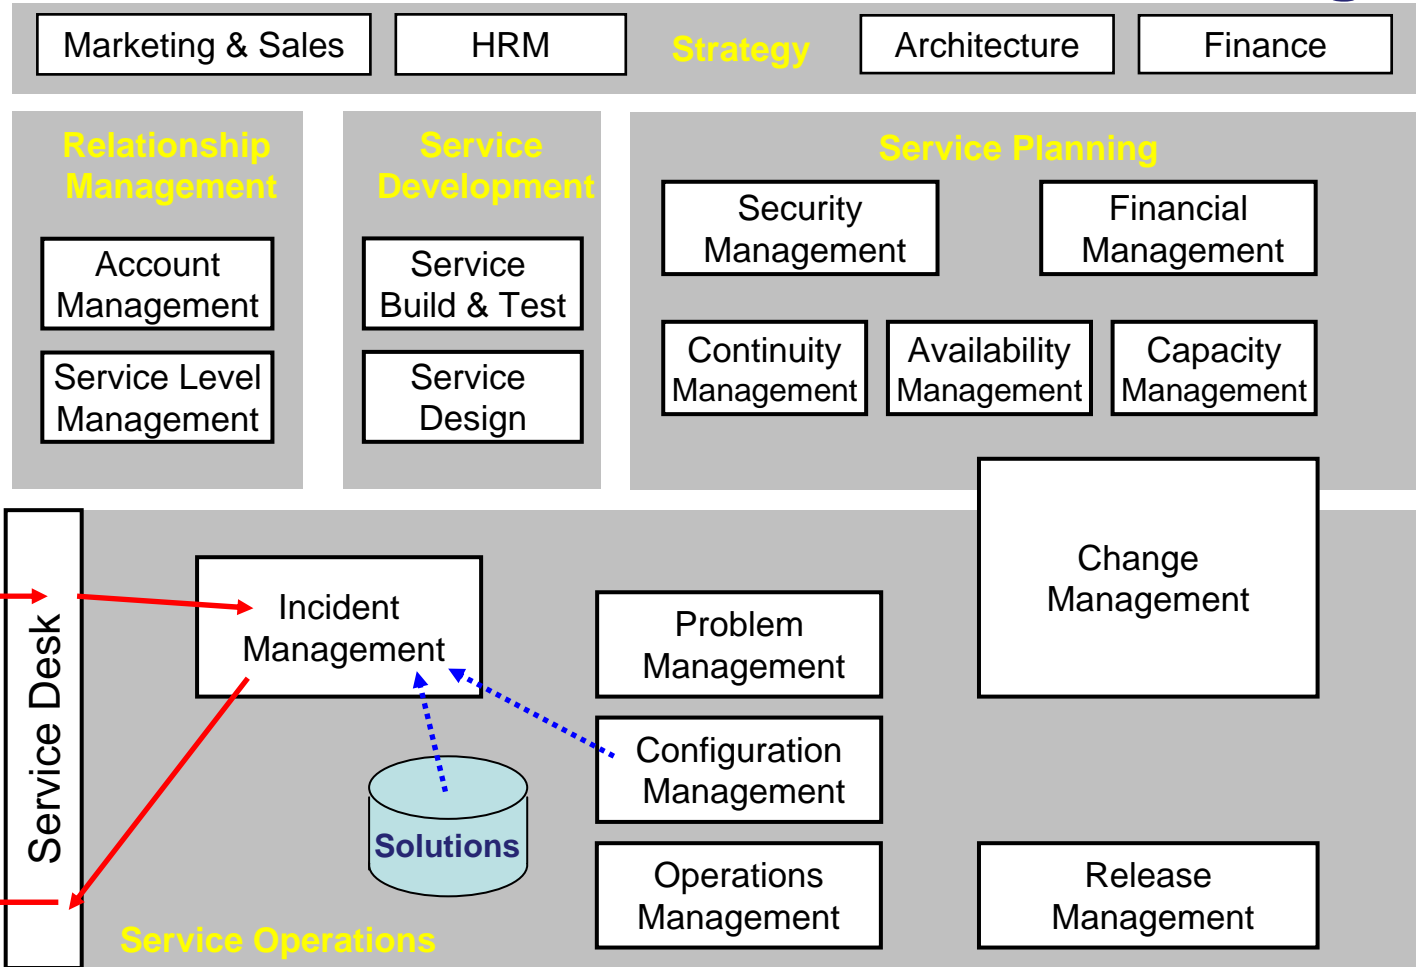 Marketing & Sales
HRM
Strategy
Architecture
Finance
Relationship
Management
Service
Development
Service Planning
Account
Management
Service Level
Management
Service
Build & Test
Service
Design
Security
Management
Financial
Management
Continuity
Management
Availability
Management
Capacity
Management
Service Desk
Incident
Management
Solutions
Problem
Management
Configuration
Management
Operations
Management
Change
Management
Release
Management
Service Operations